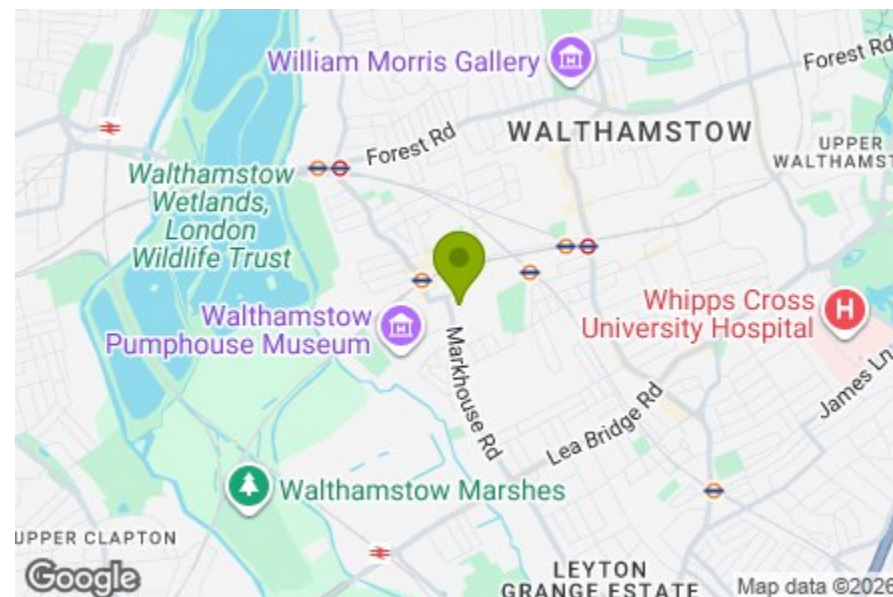 William Morris Gallery
Forest Rd
Forest Rd
WALTHAMSTOW
UPPER
WALTHAMST
Walthamstow
Wetlands,
London
Wildlife Trust
Walthamstow
Pumphouse Museum
Whipps Cross
University Hospital
H
Markhouse Rd
James Ln
Lea Bridge Rd
Walthamstow Marshes
UPPER CLAPTON
LEYTON
GRANGE ESTATE
Google
Map data ©2026